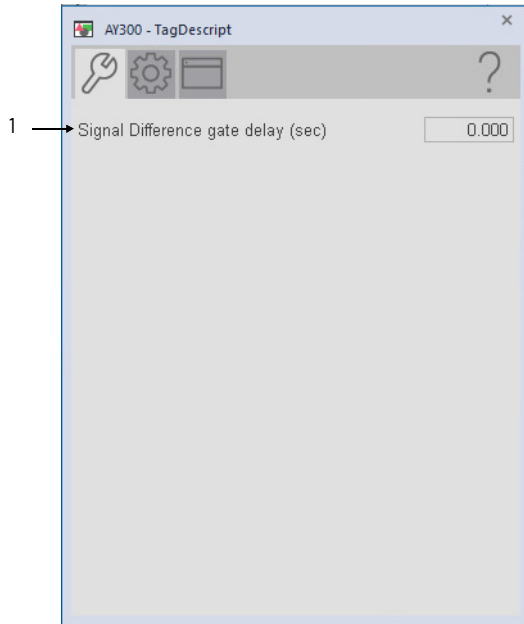 AY300 - TagDescript
×
?
1
Signal Difference gate delay (sec)
0.000